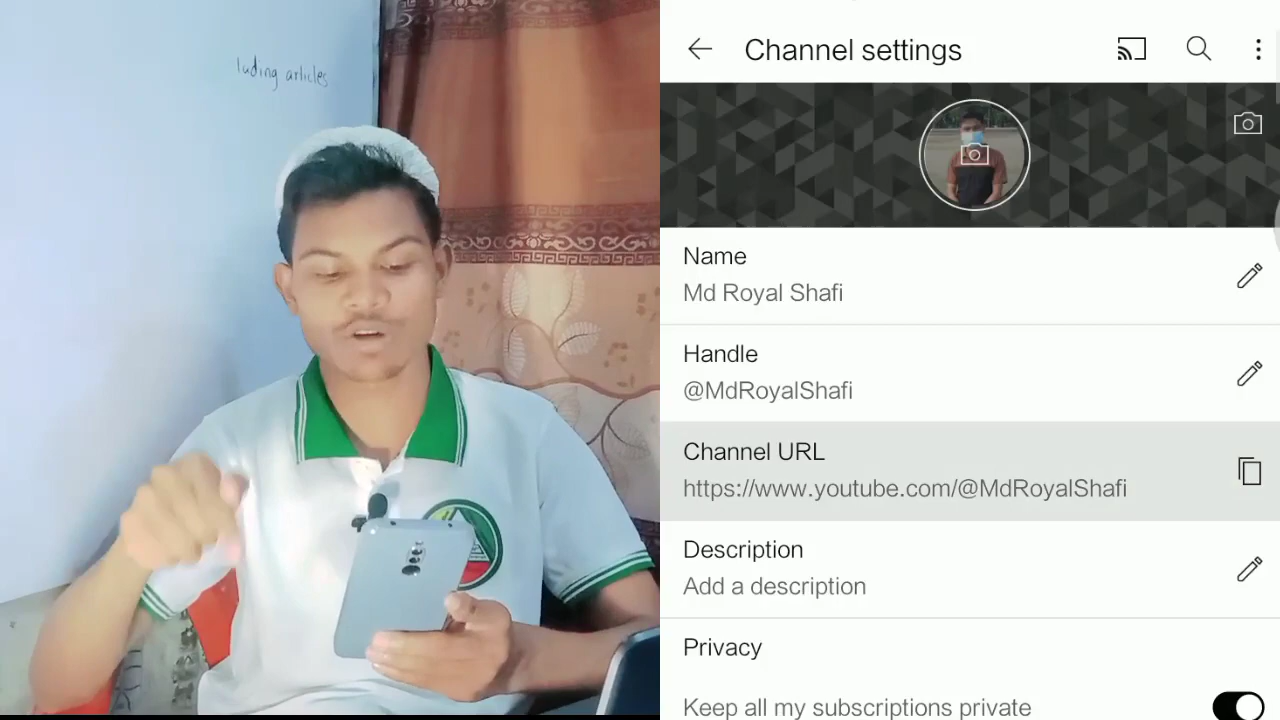 luding articles
Channel settings
Name
Md Royal Shafi
Handle
@MdRoyalShafi
Channel URL
https://www.youtube.com/@MdRoyalShafi
Description
Add a description
Privacy
Keep all my subscriptions private